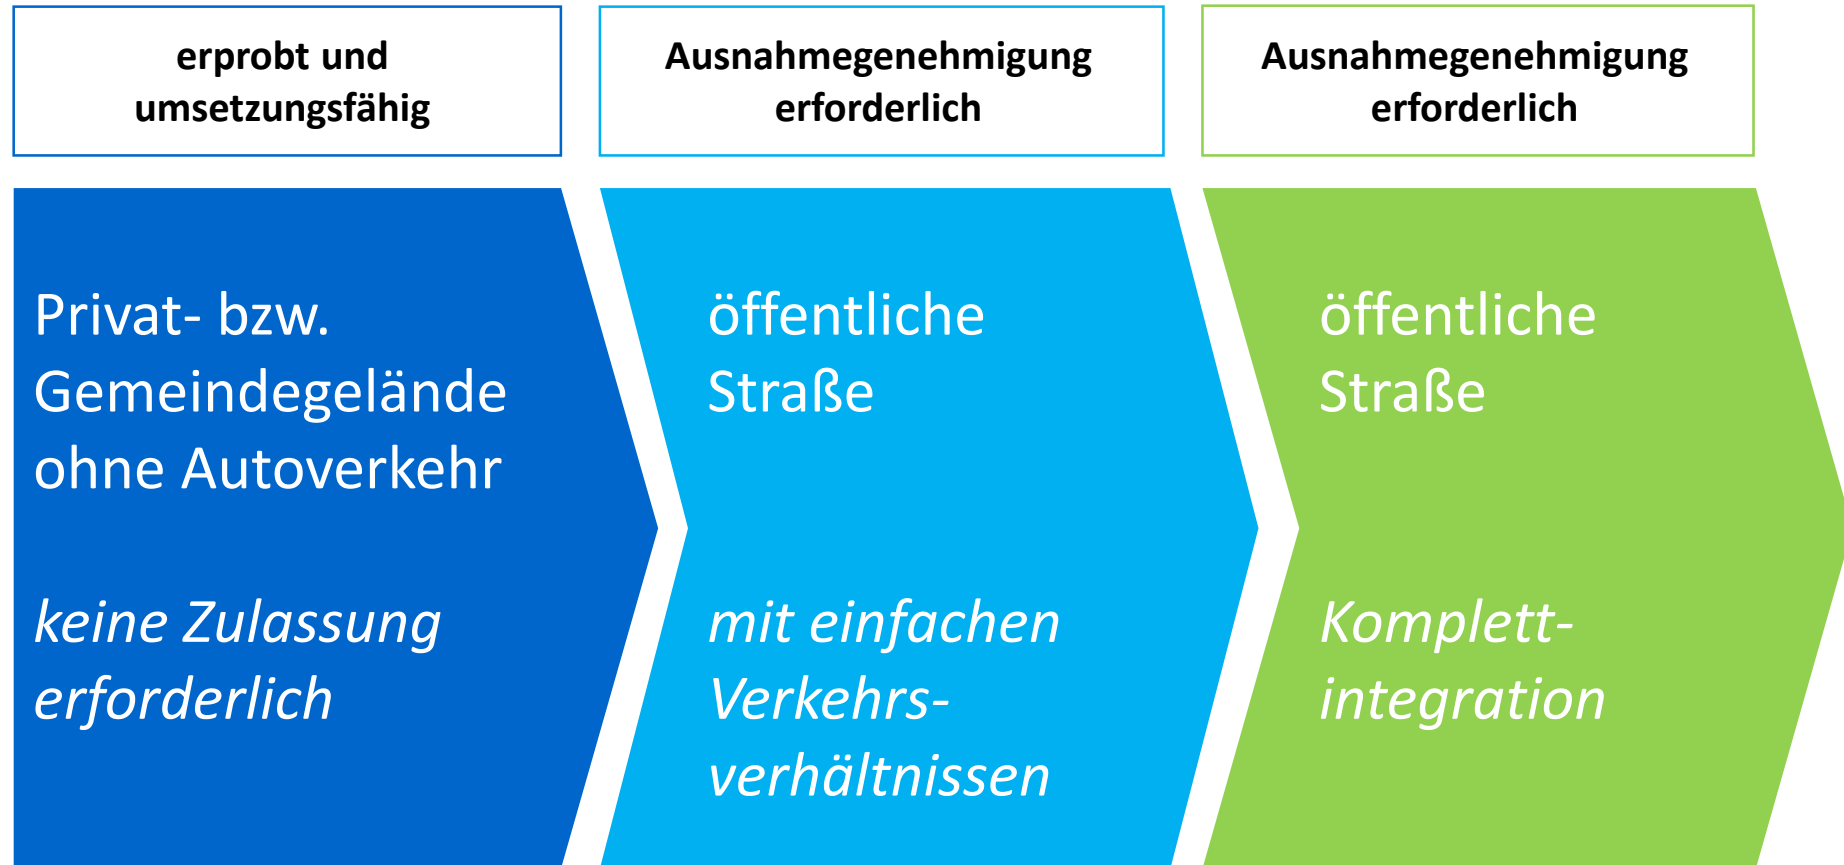 erprobt und
umsetzungsfähig
Ausnahmegenehmigung
erforderlich
Ausnahmegenehmigung
erforderlich
Privat- bzw.
Gemeindegelände
ohne Autoverkehr
keine Zulassung
erforderlich
öffentliche
Straße
mit einfachen
Verkehrs-
verhältnissen
öffentliche
Straße
Komplett-
integration